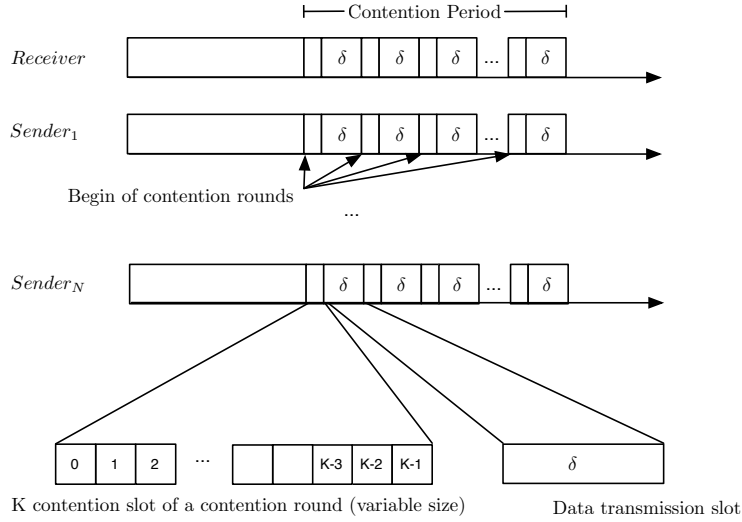 Contention Period
Receiver δ δ δ ... δ
Sender1 δ δ δ ... δ
Begin of contention rounds
...
SenderN δ δ δ ... δ
0 1 2 ... K-3 K-2 K-1 δ
K contention slot of a contention round (variable size)
Data transmission slot